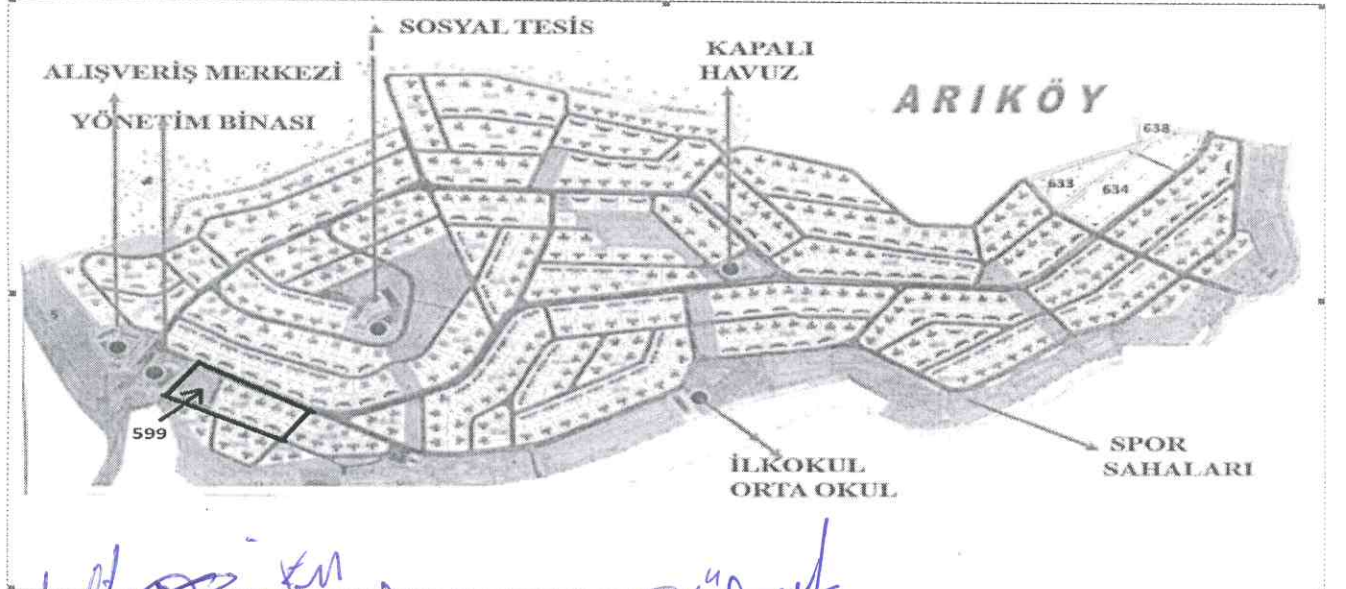 SOSYAL TESİS
KAPALI
HAVUZ
ALIŞVERİŞ MERKEZİ
YÖNETİM BİNASI
ARIKÖY
638
633
634
5
599
İLKOKUL
ORTA OKUL
SPOR
SAHALARI